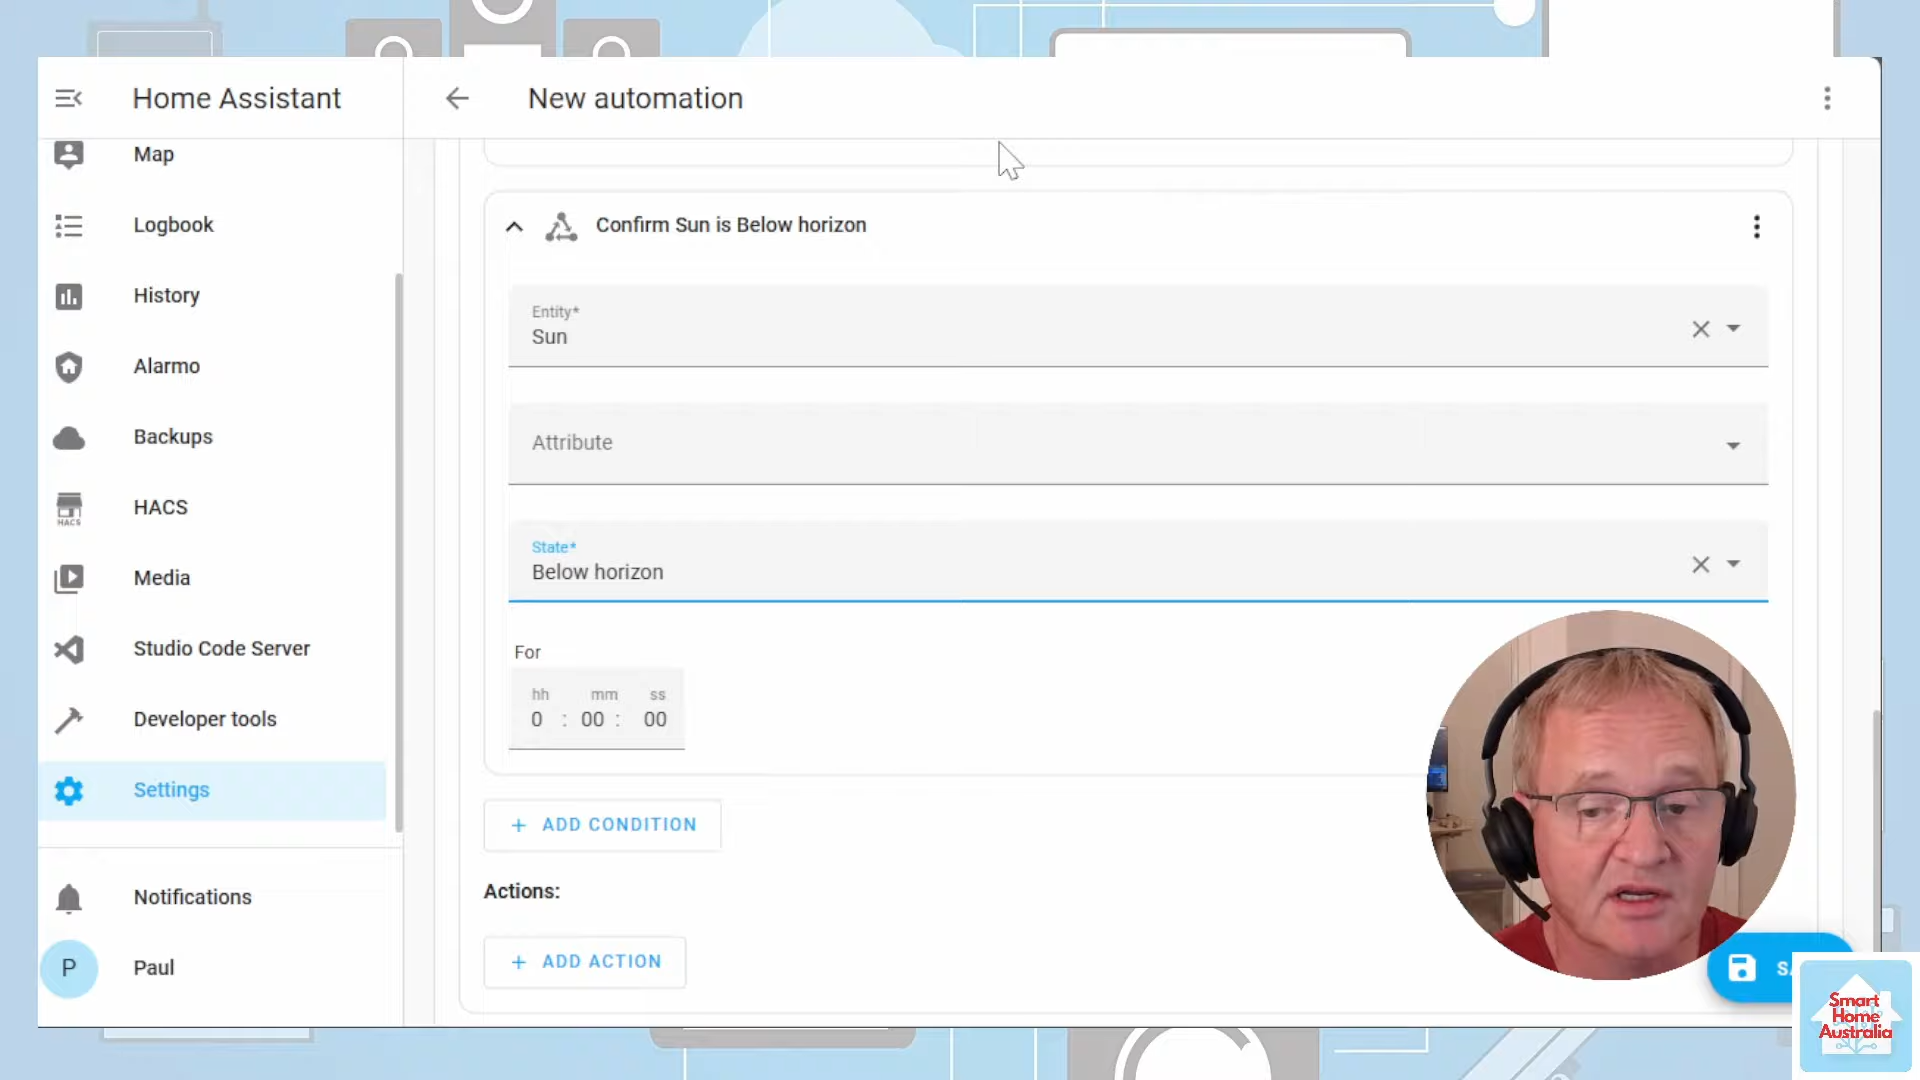 Home Assistant
New automation
Map
Logbook
History
Alarmo
Backups
HACS
HACS
Media
Studio Code Server
Developer tools
Settings
Notifications
P
Paul
Confirm Sun is Below horizon
Entity*
Sun
Attribute
State*
Below horizon
For
hh mm ss
0 : 00 : 00
+ ADD CONDITION
Actions:
+ ADD ACTION
Smart
Home
Australia